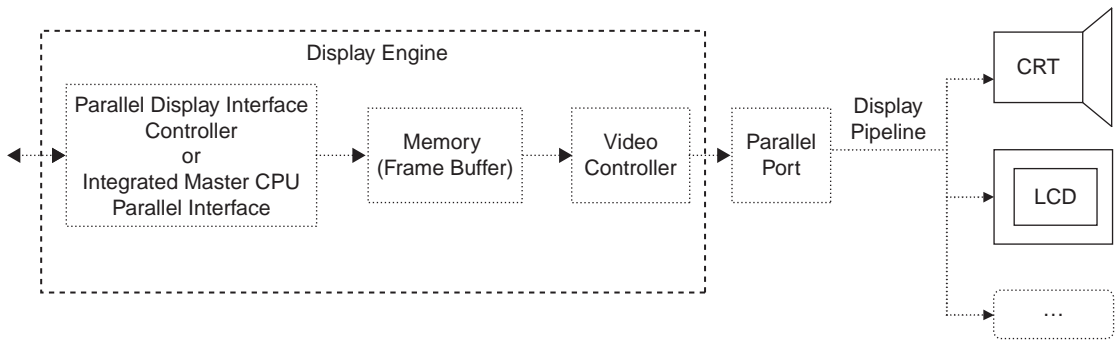 Display Engine
Parallel Display Interface
Controller
or
Integrated Master CPU
Parallel Interface
Memory
(Frame Buffer)
Video
Controller
Parallel
Port
Display
Pipeline
CRT
LCD
...